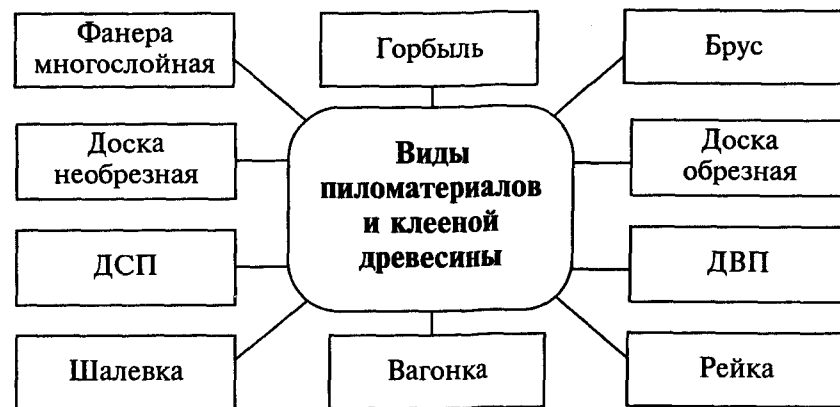 Фанера
многослойная
Горбыль
Брус
Доска
необрезная
Виды
пиломатериалов
и клееной
древесины
Доска
обрезная
ДСП
ДВП
Шалевка
Вагонка
Рейка